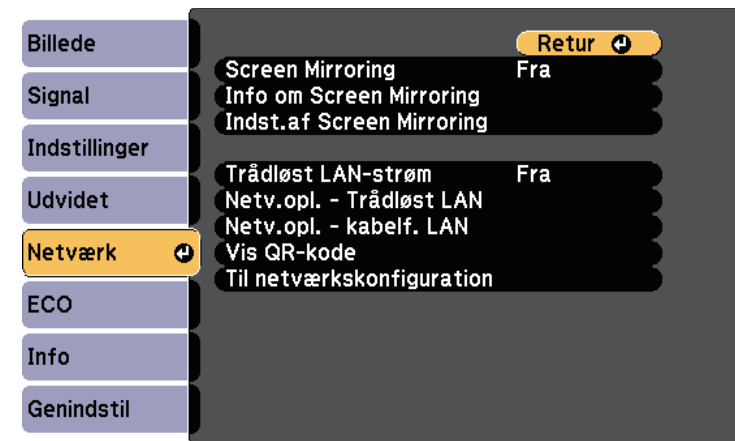 Billede
Signal
Indstillinger
Udvidet
Netværk
ECO
Info
Genindstil
Retur
Screen Mirroring Fra
Info om Screen Mirroring
Indst.af Screen Mirroring
Trådløst LAN-strøm Fra
Netv.opl. - Trådløst LAN
Netv.opl. - kabelf. LAN
Vis QR-kode
Til netværkskonfiguration